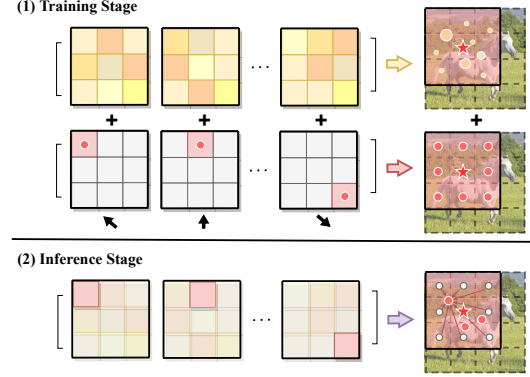 (1) Training Stage
...
+ + +
...
(2) Inference Stage
...